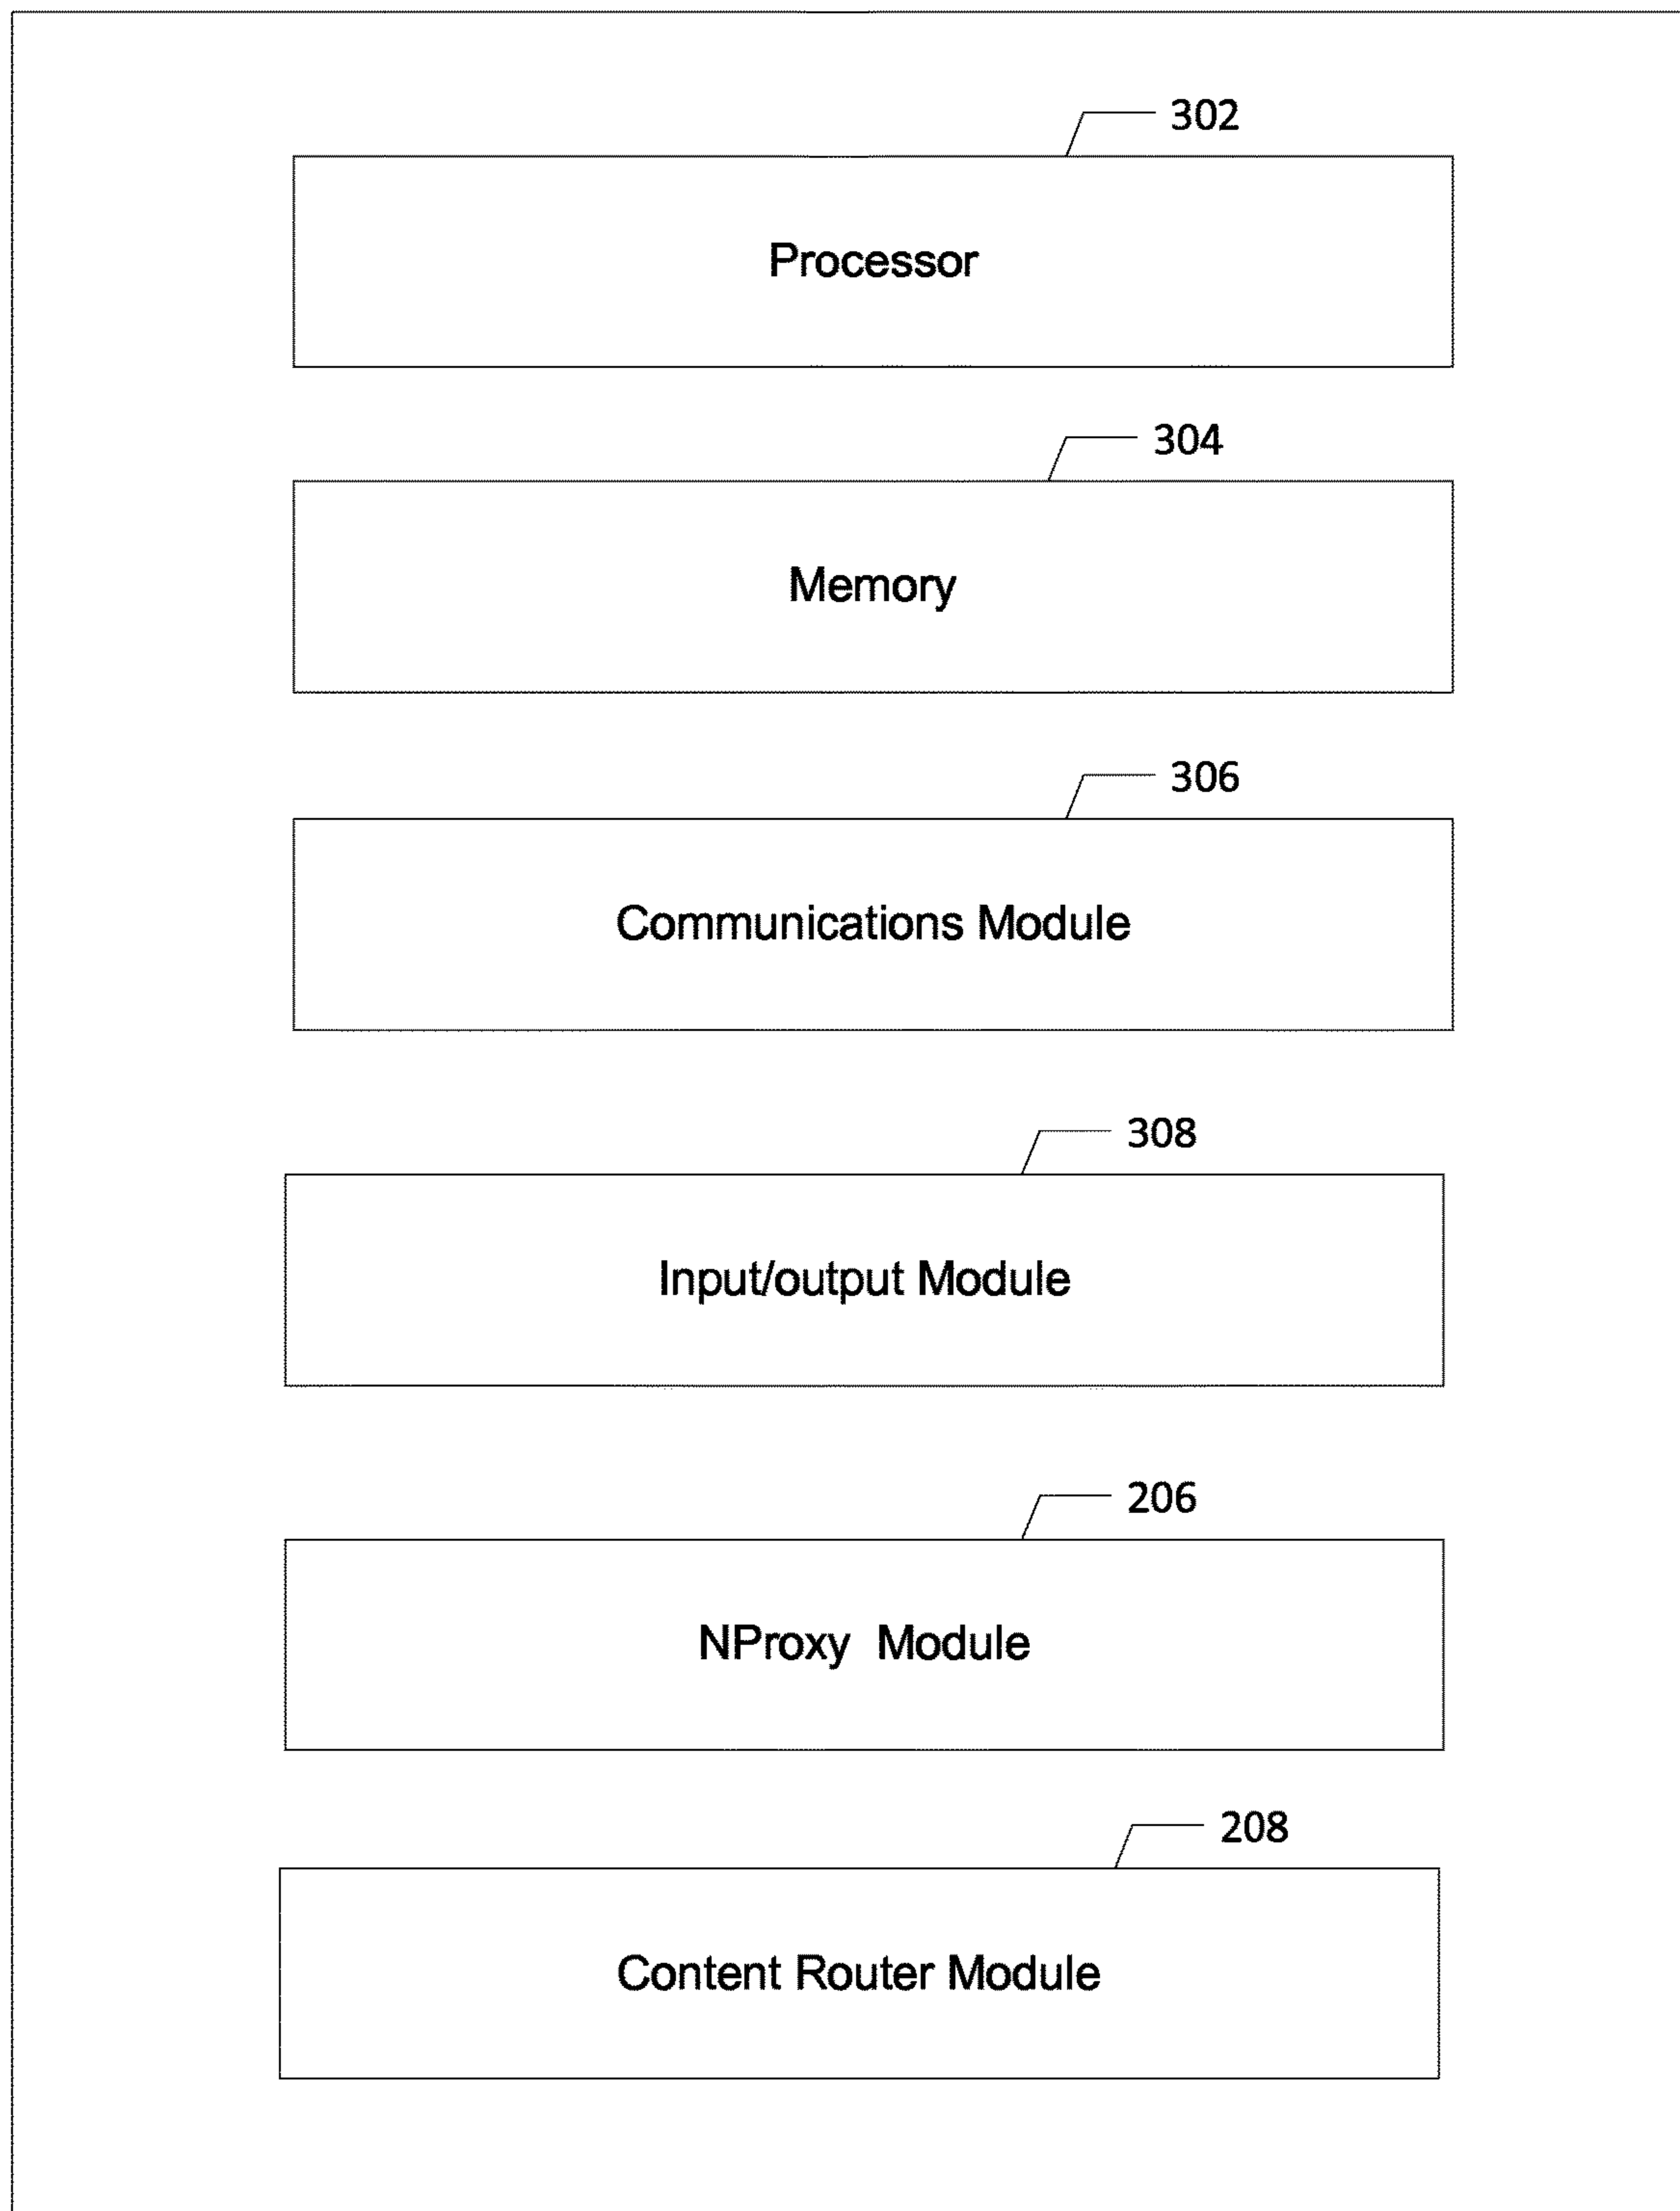 302
Processor
304
Memory
306
Communications Module
308
Input/output Module
206
NProxy Module
208
Content Router Module